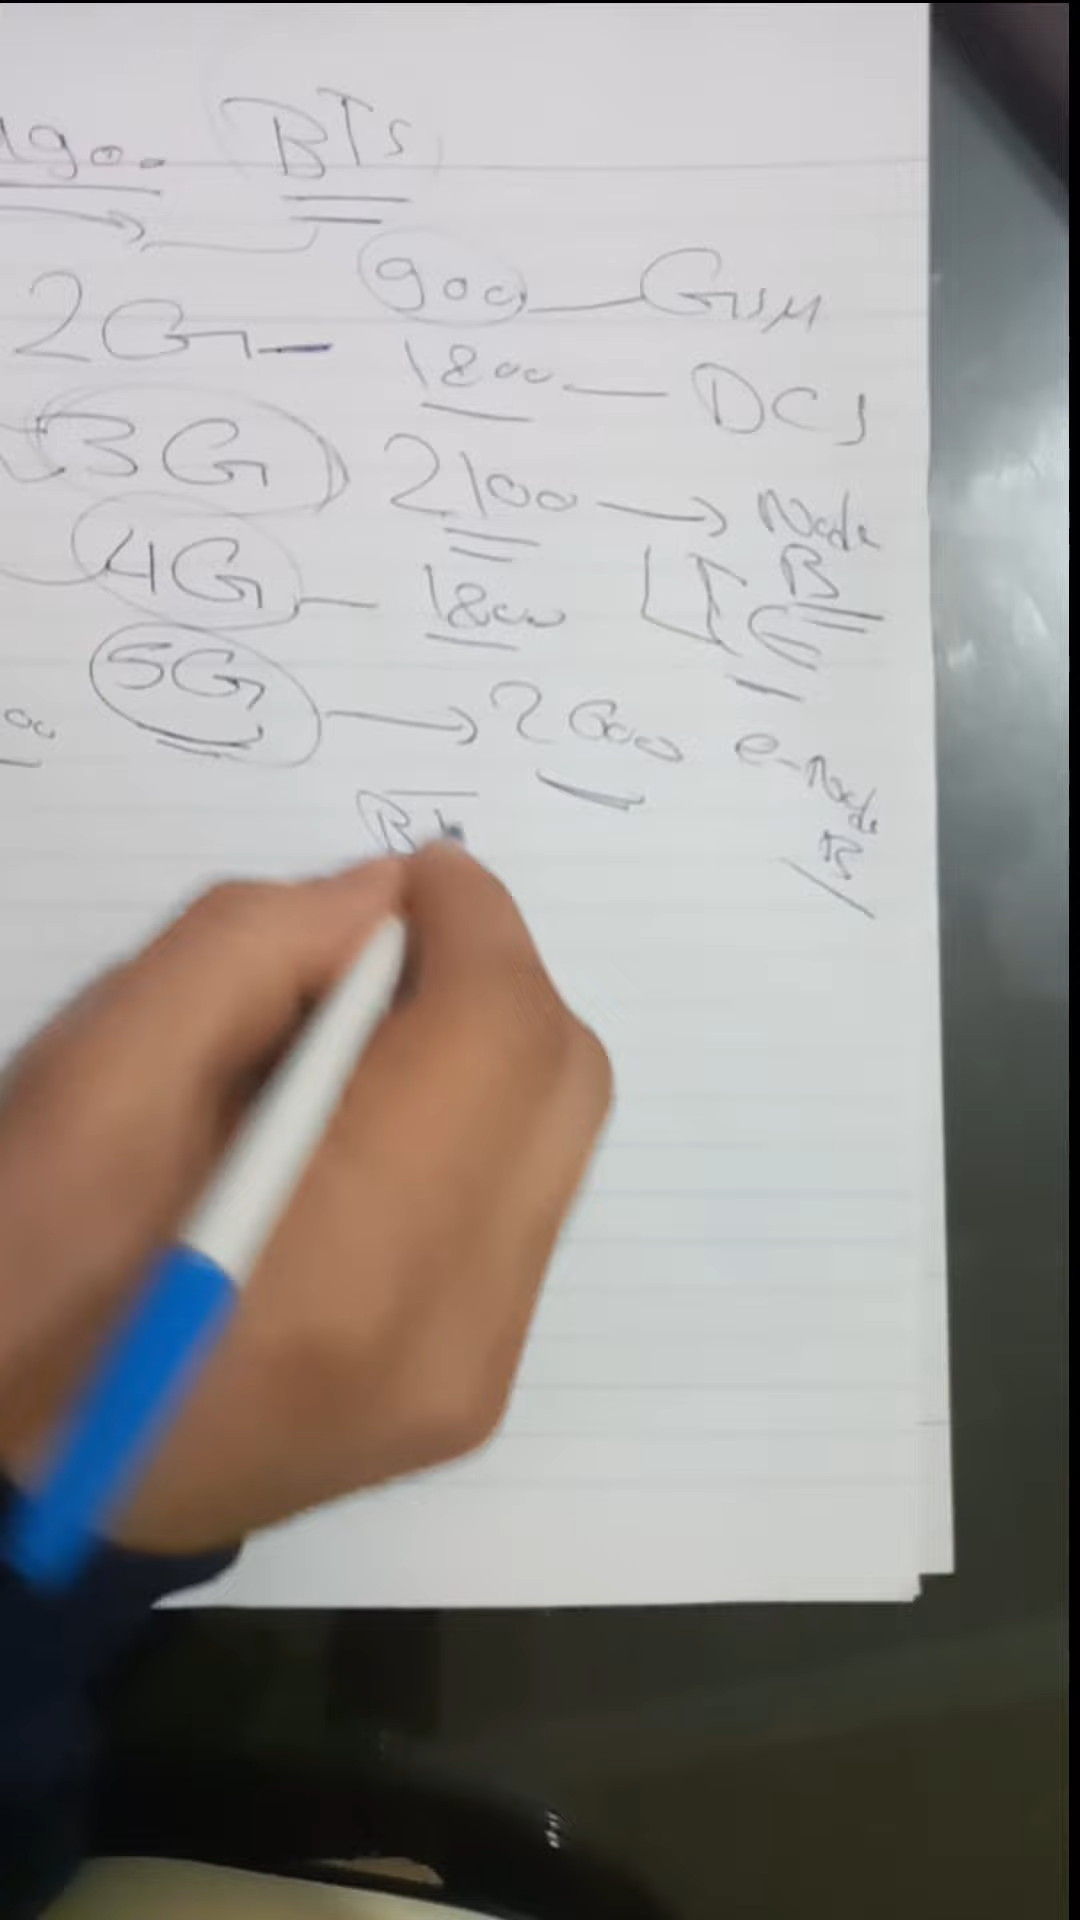 BTS
2G - 900 - GSM
1800 - DCS
3G 2100 → Node B
4G - 1800 LTE
5G → 2600 e-Node B